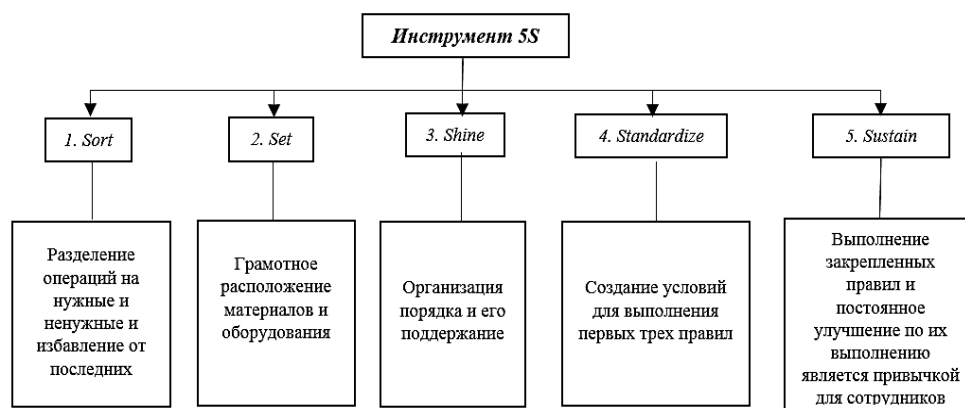 Инструмент 5S
1. Sort
2. Set
3. Shine
4. Standardize
5. Sustain
Разделение
операций на
нужные и
ненужные и
избавление от
последних
Грамотное
расположение
материалов и
оборудования
Организация
порядка и его
поддержание
Создание условий
для выполнения
первых трех правил
Выполнение
закрепленных
правил и
постоянное
улучшение по их
выполнению
является привычкой
для сотрудников